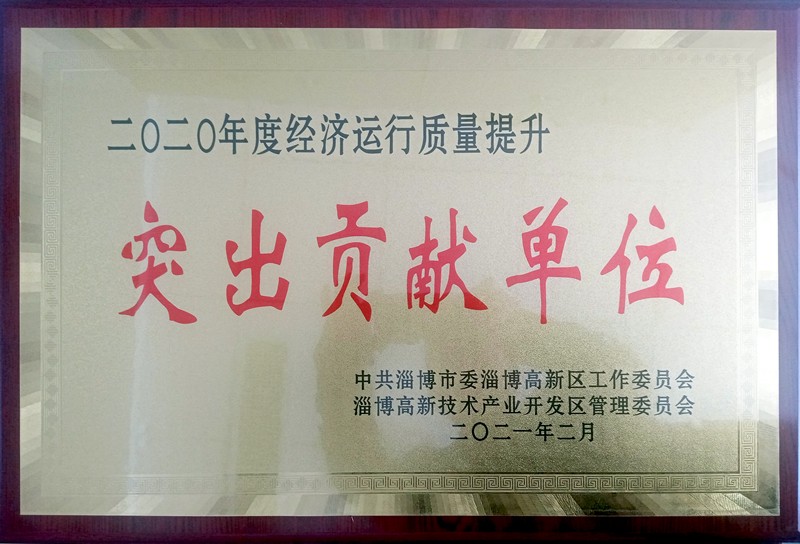 二〇二〇年度经济运行质量提升
突出贡献单位
中共淄博市委淄博高新区工作委员会
淄博高新技术产业开发区管理委员会
二〇二一年二月